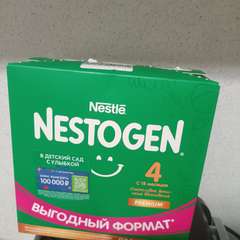 Nestlé
NESTOGEN®
В ДЕТСКИЙ САД
С УЛЫБКОЙ
100 000 ₽
4
С 18 месяцев
PREMIUM
ВЫГОДНЫЙ ФОРМАТ*